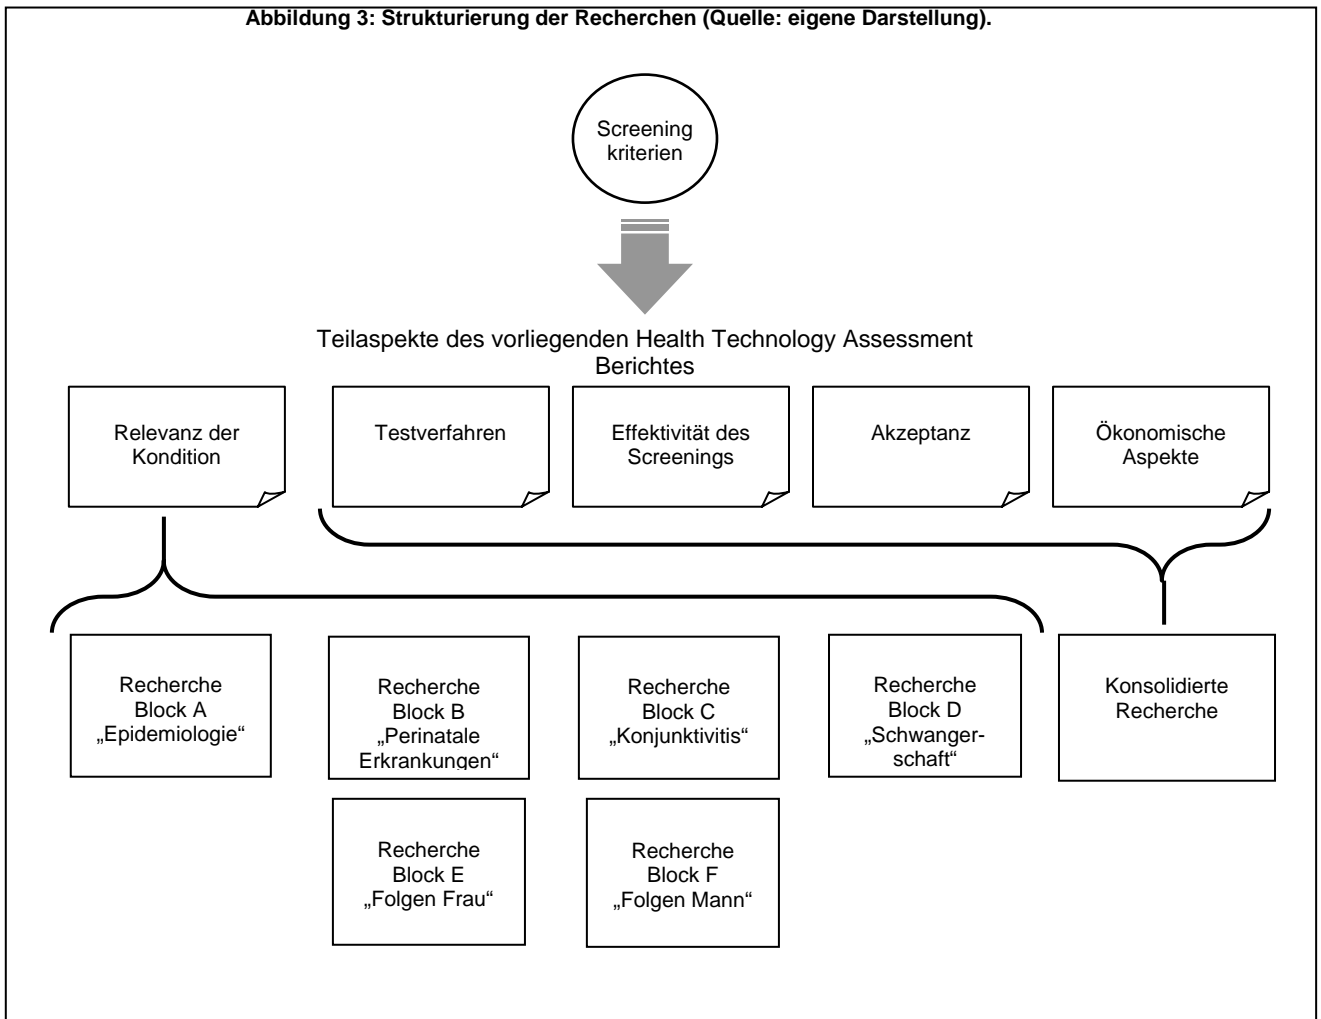 Abbildung 3: Strukturierung der Recherchen (Quelle: eigene Darstellung).
Screening
kriterien
Teilaspekte des vorliegenden Health Technology Assessment
Berichtes
Relevanz der
Kondition
Testverfahren
Effektivität des
Screenings
Akzeptanz
Ökonomische
Aspekte
Recherche
Block A
„Epidemiologie“
Recherche
Block B
„Perinatale
Erkrankungen“
Recherche
Block C
„Konjunktivitis“
Recherche
Block D
„Schwanger-
schaft“
Konsolidierte
Recherche
Recherche
Block E
„Folgen Frau“
Recherche
Block F
„Folgen Mann“